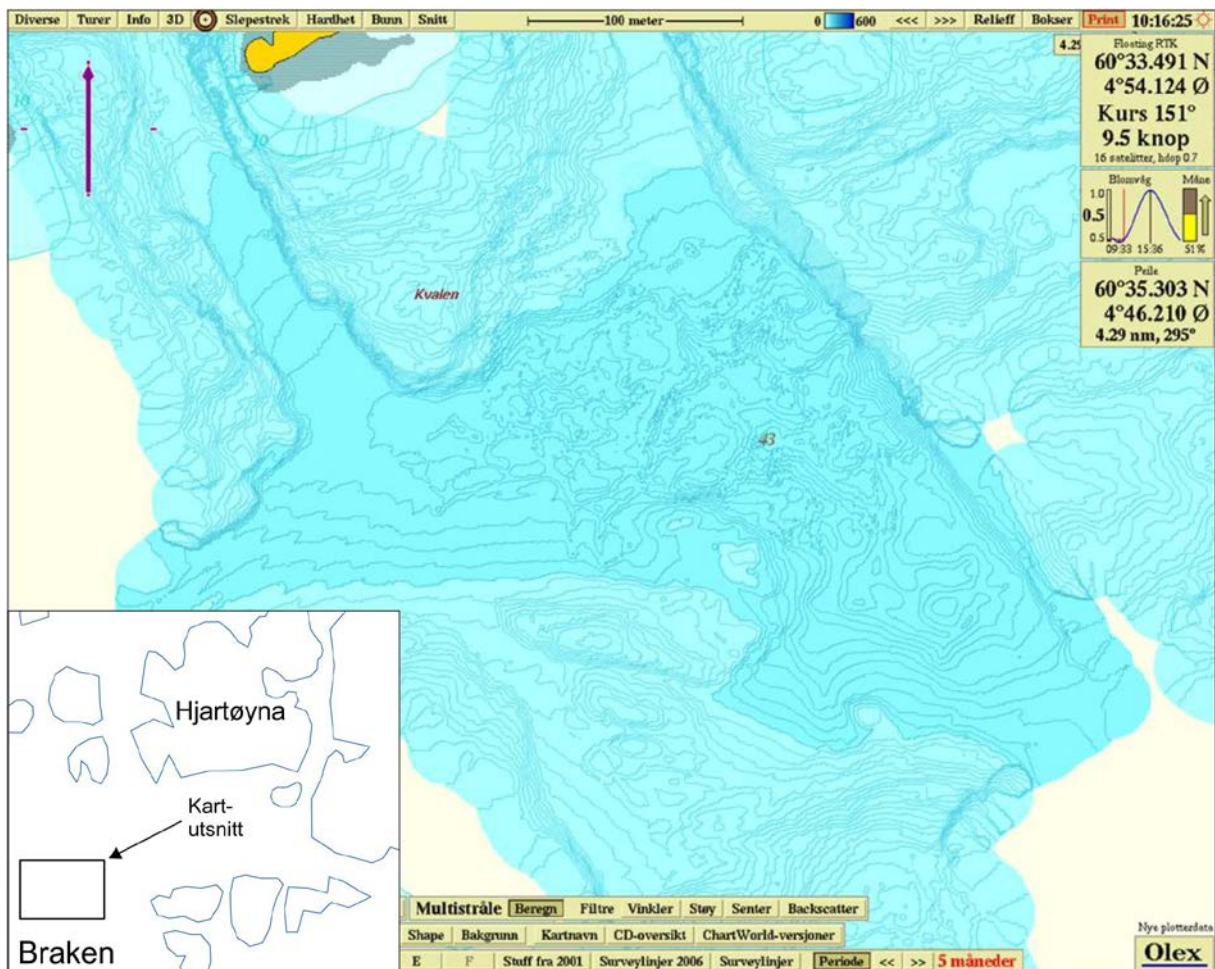 Diverse Turer Info 3D Slepestrek Hardhet Bunn Snitt 100 meter 0 600 <<< >>> Relieff Bokser Print 10:16:25
4.29
Floating RTK
60°33.491 N
4°54.124 Ø
Kurs 151°
9.5 knop
16 satelitter, hdop 0.7
10
10
Blomvåg Måne
1.0
0.5
0.5
09:33 15:36 51%
Peile
60°35.303 N
4°46.210 Ø
4.29 nm, 295°
Kvalen
43
Hjartøyna
Kart-
utsnitt
Braken
Multistråle Beregn Filtre Vinkler Støy Senter Backscatter
Shape Bakgrunn Kartnavn CD-oversikt ChartWorld-versjoner
E F Stuff fra 2001 Surveylinjer 2006 Surveylinjer Periode << >> 5 måneder
Nye plotterdata
Olex